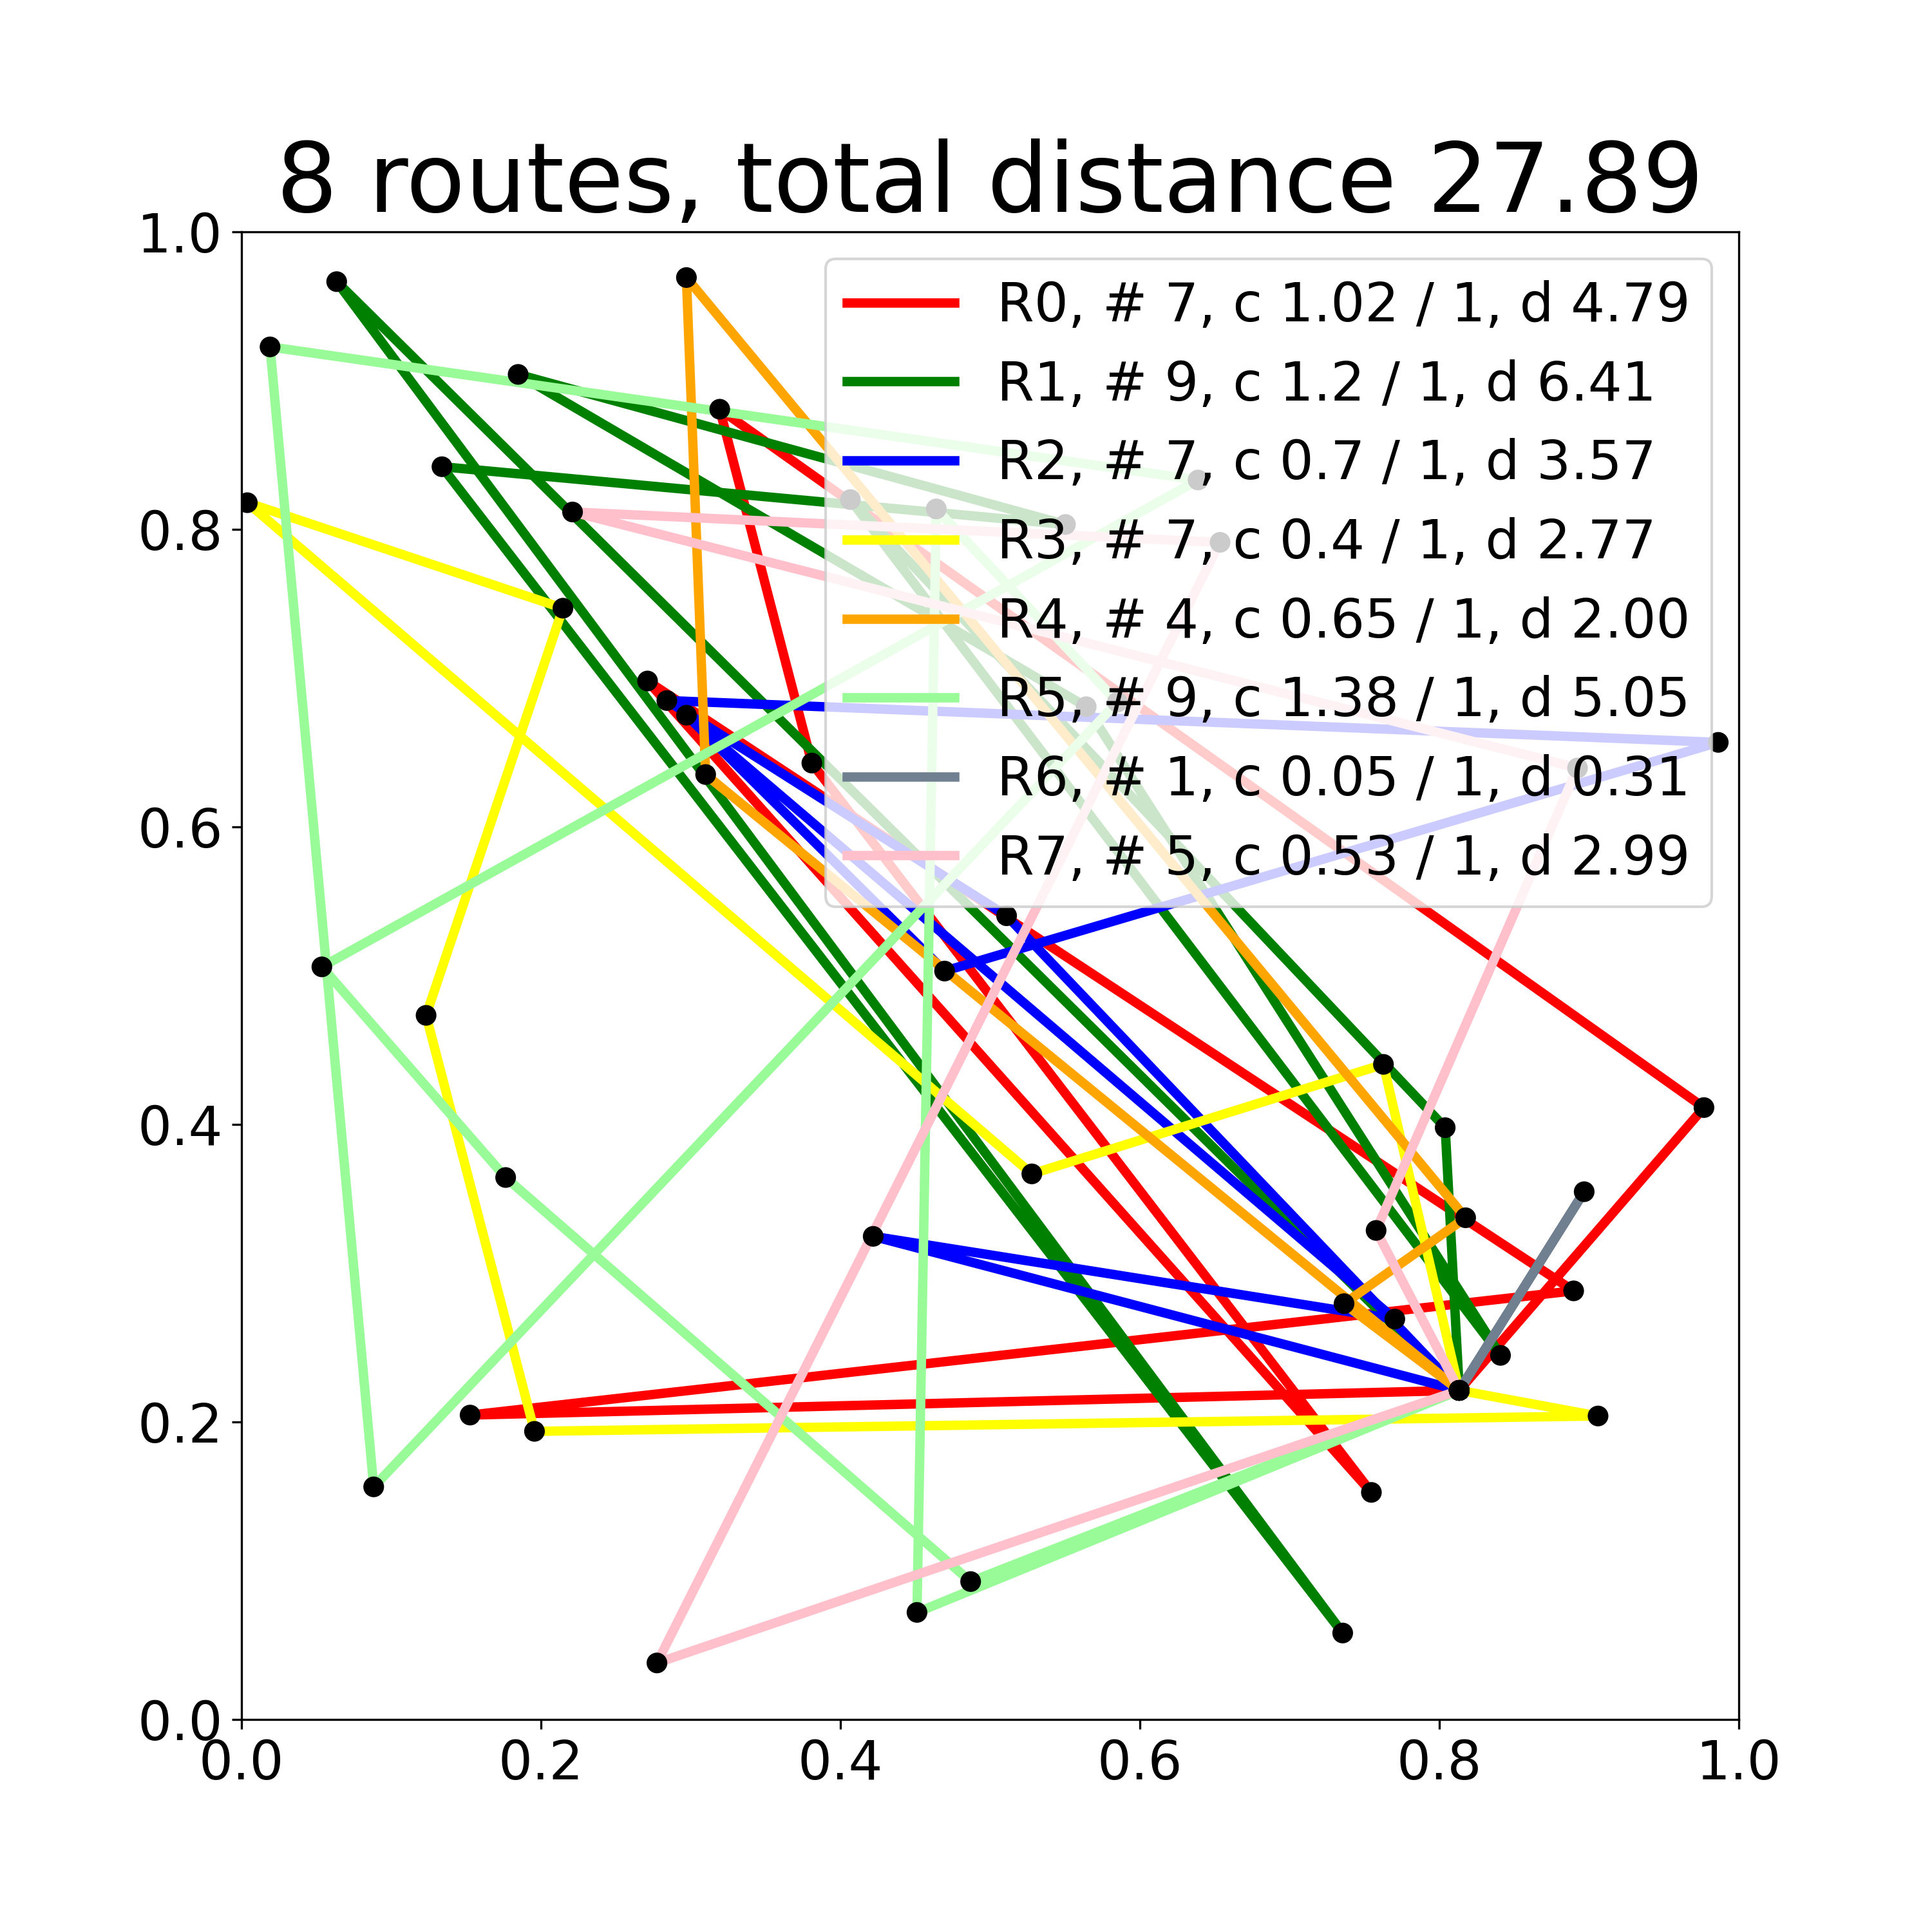 8 routes, total distance 27.89
1.0
0.8
0.6
0.4
0.2
0.0
R0, # 7, c 1.02 / 1, d 4.79
R1, # 9, c 1.2 / 1, d 6.41
R2, # 7, c 0.7 / 1, d 3.57
R3, # 7, c 0.4 / 1, d 2.77
R4, # 4, c 0.65 / 1, d 2.00
R5, # 9, c 1.38 / 1, d 5.05
R6, # 1, c 0.05 / 1, d 0.31
R7, # 5, c 0.53 / 1, d 2.99
0.0 0.2 0.4 0.6 0.8 1.0